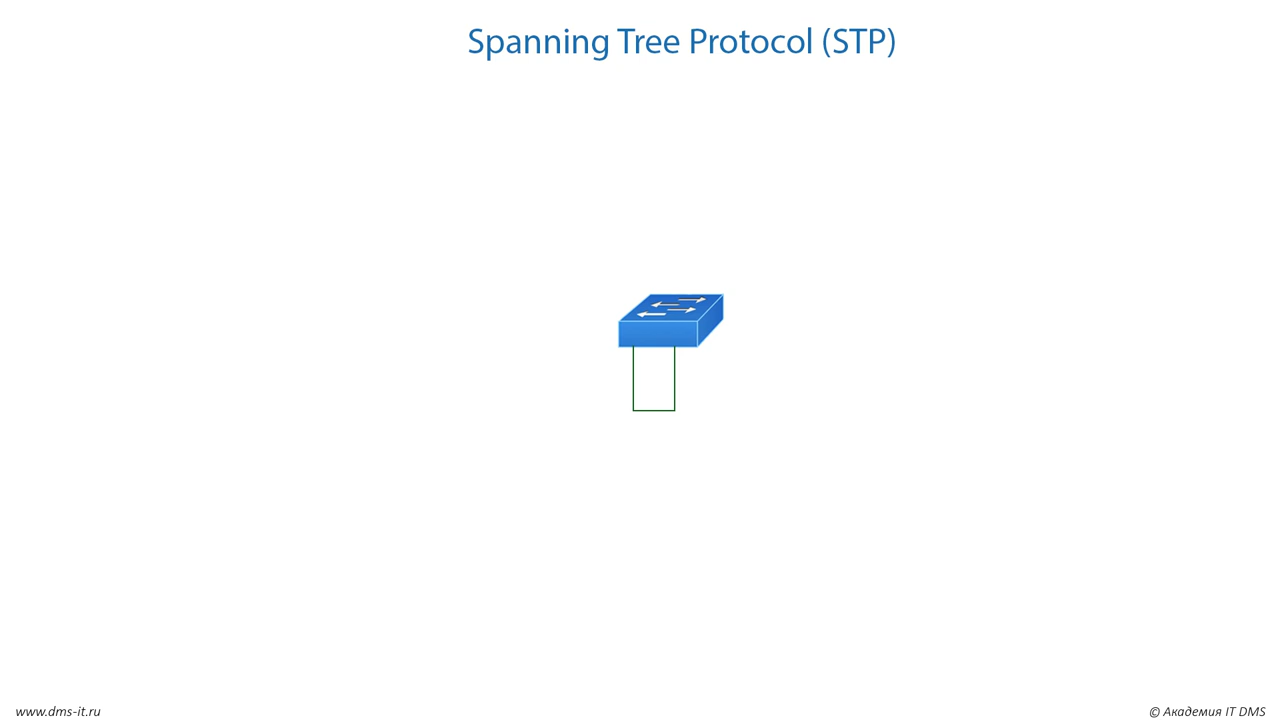 Spanning Tree Protocol (STP)
www.dms-it.ru
© Академия IT DMS